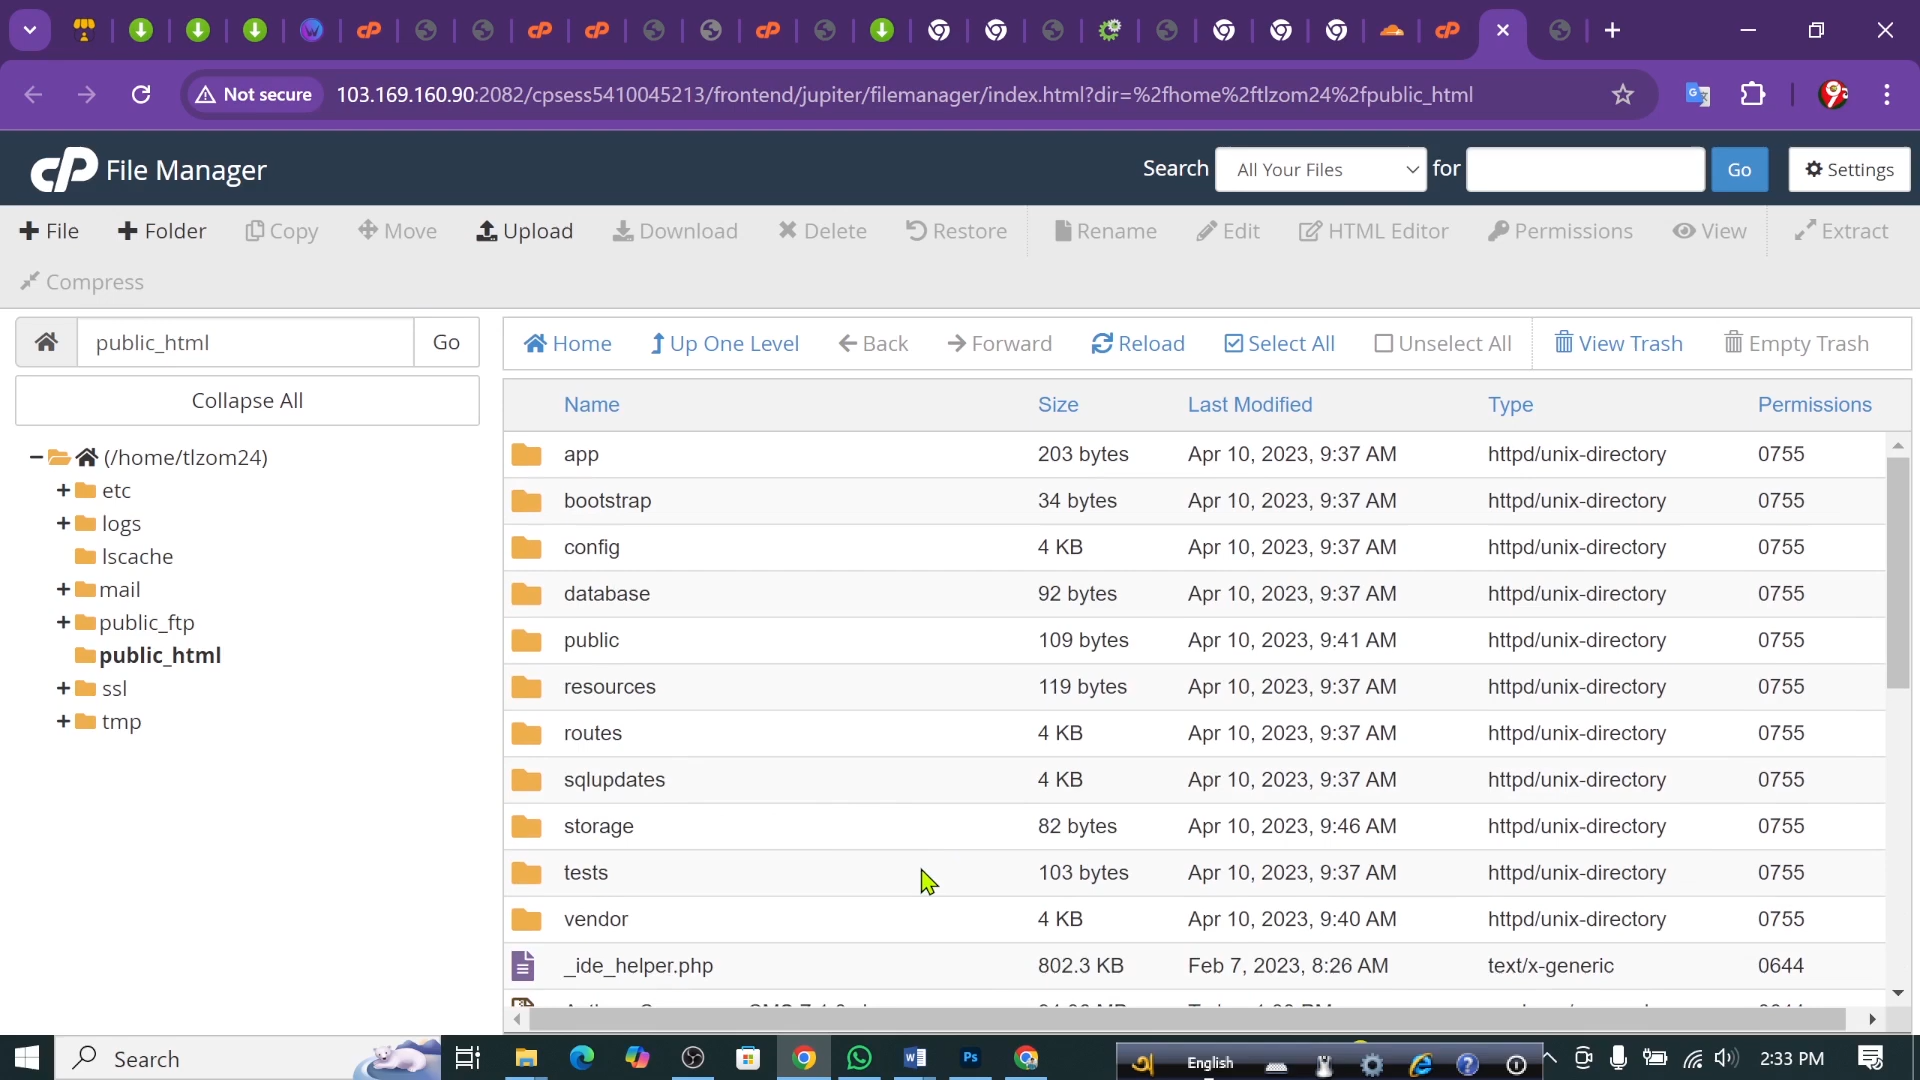 Not secure 103.169.160.90:2082/cpsess5410045213/frontend/jupiter/filemanager/index.html?dir=%2fhome%2ftlzom24%2fpublic_html
cP File Manager Search All Your Files for Go Settings
File Folder Copy Move Upload Download Delete Restore Rename Edit HTML Editor Permissions View Extract
Compress
public_html Go
Collapse All
(/home/tlzom24)
etc
logs
lscache
mail
public_ftp
public_html
ssl
tmp
Home Up One Level Back Forward Reload Select All Unselect All View Trash Empty Trash
Name Size Last Modified Type Permissions
app 203 bytes Apr 10, 2023, 9:37 AM httpd/unix-directory 0755
bootstrap 34 bytes Apr 10, 2023, 9:37 AM httpd/unix-directory 0755
config 4 KB Apr 10, 2023, 9:37 AM httpd/unix-directory 0755
database 92 bytes Apr 10, 2023, 9:37 AM httpd/unix-directory 0755
public 109 bytes Apr 10, 2023, 9:41 AM httpd/unix-directory 0755
resources 119 bytes Apr 10, 2023, 9:37 AM httpd/unix-directory 0755
routes 4 KB Apr 10, 2023, 9:37 AM httpd/unix-directory 0755
sqlupdates 4 KB Apr 10, 2023, 9:37 AM httpd/unix-directory 0755
storage 82 bytes Apr 10, 2023, 9:46 AM httpd/unix-directory 0755
tests 103 bytes Apr 10, 2023, 9:37 AM httpd/unix-directory 0755
vendor 4 KB Apr 10, 2023, 9:40 AM httpd/unix-directory 0755
_ide_helper.php 802.3 KB Feb 7, 2023, 8:26 AM text/x-generic 0644
Search English 2:33 PM